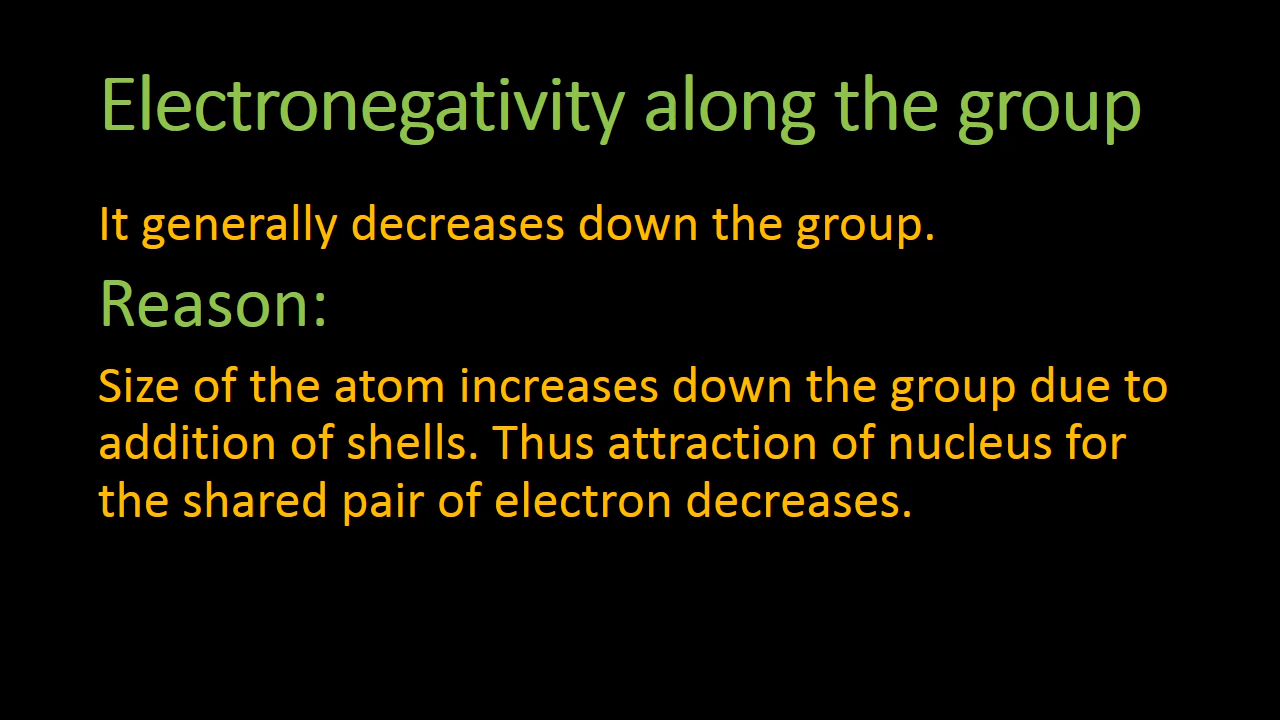 Electronegativity along the group
It generally decreases down the group.
Reason:
Size of the atom increases down the group due to
addition of shells. Thus attraction of nucleus for
the shared pair of electron decreases.